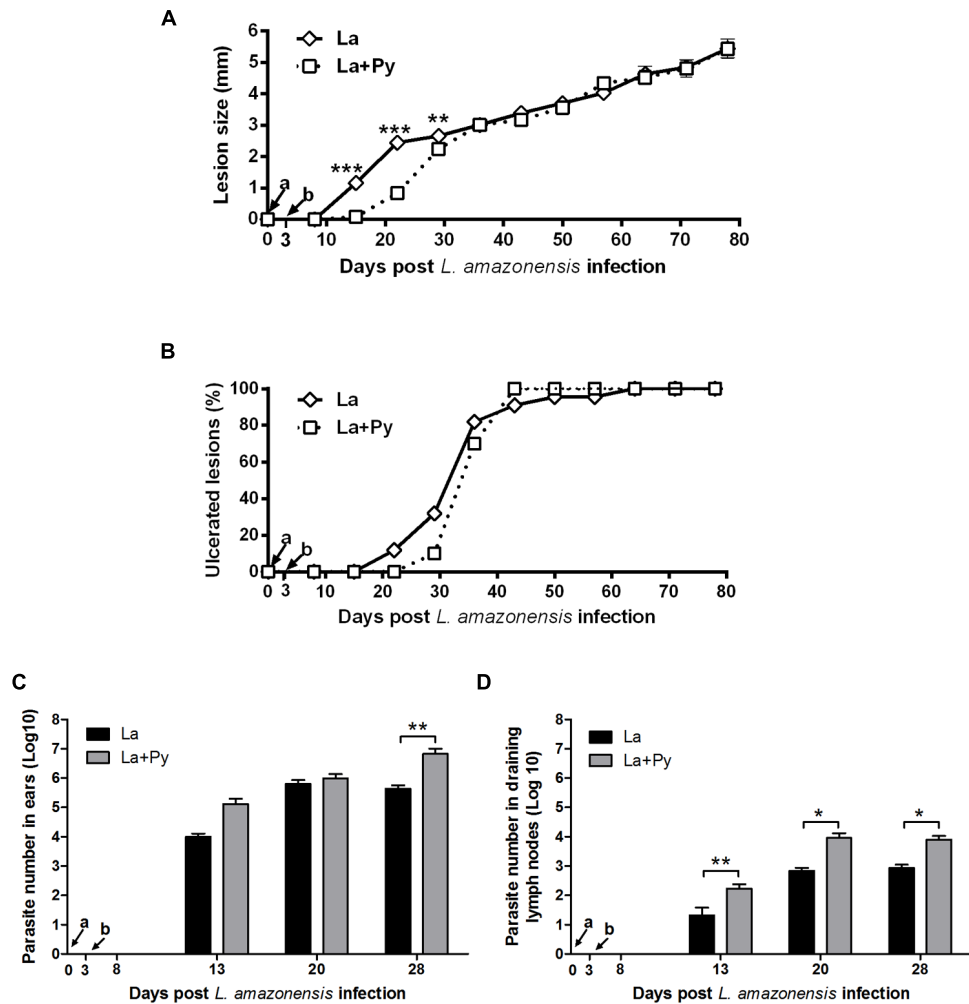 A
Lesion size (mm)
6
5
4
3
2
1
0
La
La+Py
***
***
**
a
b
0 3 10 20 30 40 50 60 70 80
Days post L. amazonensis infection
B
Ulcerated lesions (%)
100
80
60
40
20
0
La
La+Py
a
b
0 3 10 20 30 40 50 60 70 80
Days post L. amazonensis infection
C
Parasite number in ears (Log10)
8
7
6
5
4
3
2
1
0
La
La+Py
**
a
b
0 3 8 13 20 28
Days post L. amazonensis infection
D
Parasite number in draining
lymph nodes (Log 10)
8
7
6
5
4
3
2
1
0
La
La+Py
**
*
*
a
b
0 3 8 13 20 28
Days post L. amazonensis infection